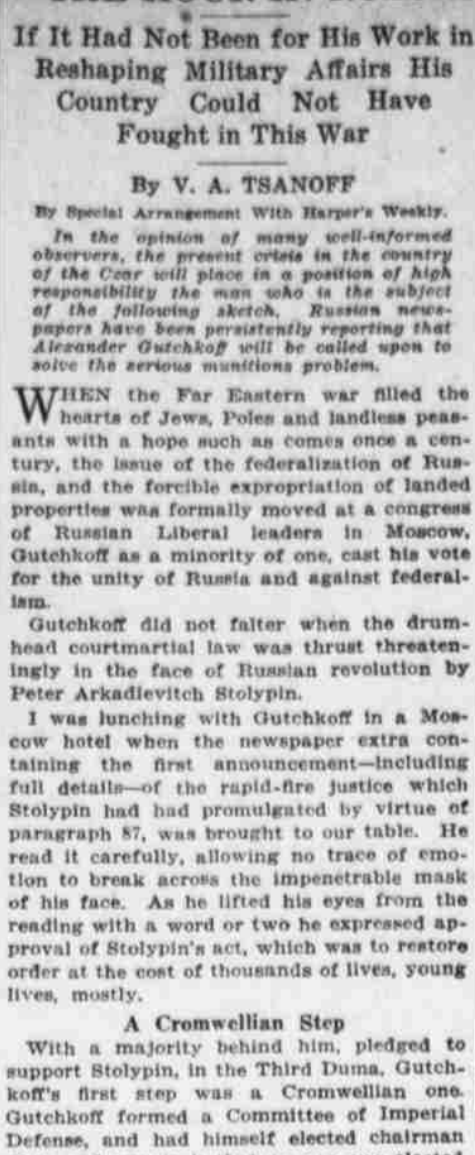 If It Had Not Been for His Work in
Reshaping Military Affairs His
Country Could Not Have
Fought in This War
By V. A. TSANOFF
By Special Arrangement With Harper's Weekly.
In the opinion of many well-informed
observers, the present crisis in the country
of the Czar will place in a position of high
responsibility the man who is the subject
of the following sketch. Russian news-
papers have been persistently reporting that
Alexander Gutchkoff will be called upon to
solve the serious munitions problem.
WHEN the Far Eastern war filled the
hearts of Jews, Poles and landless peas-
ants with a hope such as comes once a cen-
tury, the issue of the federalization of Rus-
sia, and the forcible expropriation of landed
properties was formally moved at a congress
of Russian Liberal leaders in Moscow,
Gutchkoff as a minority of one, cast his vote
for the unity of Russia and against federal-
ism.
Gutchkoff did not falter when the drum-
head courtmartial law was thrust threaten-
ingly in the face of Russian revolution by
Peter Arkadievitch Stolypin.
I was lunching with Gutchkoff in a Mos-
cow hotel when the newspaper extra con-
taining the first announcement—including
full details—of the rapid-fire justice which
Stolypin had had promulgated by virtue of
paragraph 87, was brought to our table. He
read it carefully, allowing no trace of emo-
tion to break across the impenetrable mask
of his face. As he lifted his eyes from the
reading with a word or two he expressed ap-
proval of Stolypin's act, which was to restore
order at the cost of thousands of lives, young
lives, mostly.
A Cromwellian Step
With a majority behind him, pledged to
support Stolypin, in the Third Duma, Gutch-
koff's first step was a Cromwellian one.
Gutchkoff formed a Committee of Imperial
Defense, and had himself elected chairman